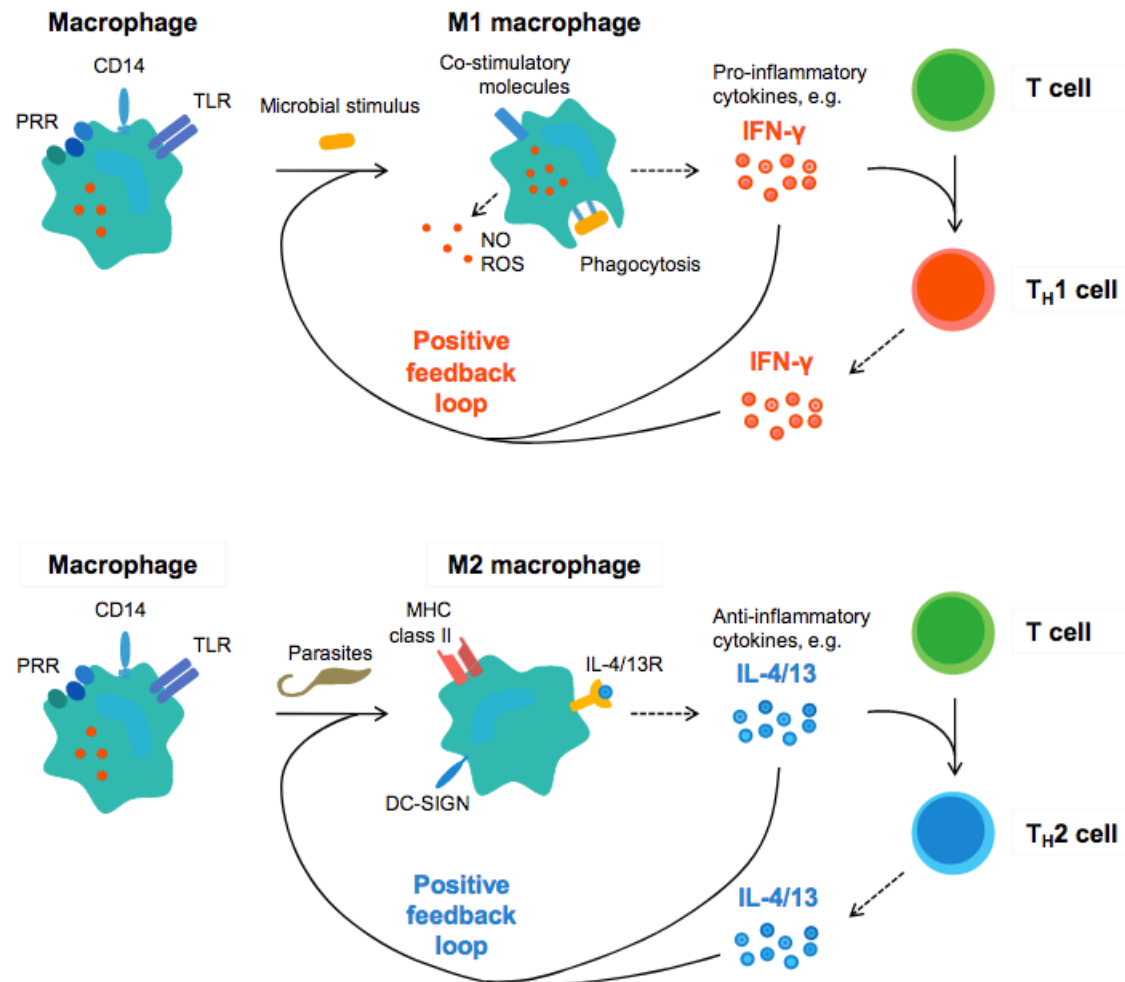 Macrophage
M1 macrophage
CD14
PRR
TLR
Microbial stimulus
Co-stimulatory
molecules
NO
ROS
Phagocytosis
Pro-inflammatory
cytokines, e.g.
IFN-γ
T cell
TH1 cell
IFN-γ
Positive
feedback
loop
Macrophage
M2 macrophage
CD14
PRR
TLR
Parasites
MHC
class II
IL-4/13R
DC-SIGN
Anti-inflammatory
cytokines, e.g.
IL-4/13
T cell
TH2 cell
IL-4/13
Positive
feedback
loop